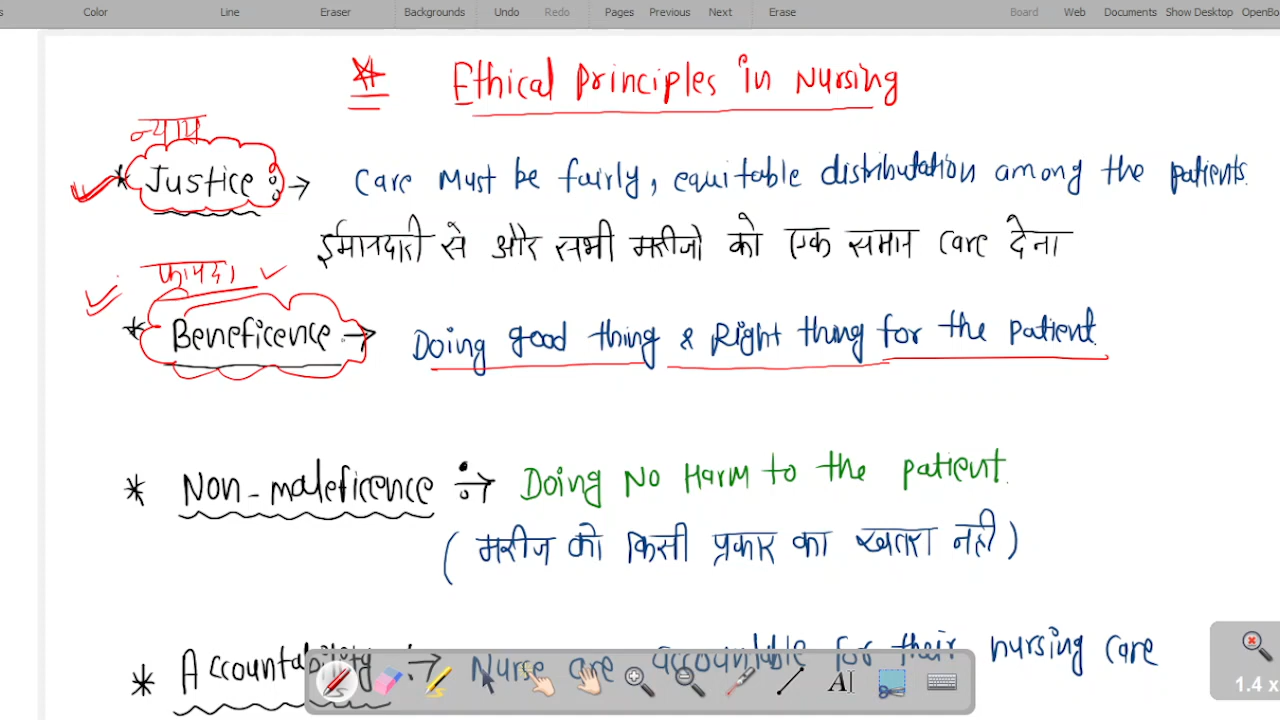 Color Line Eraser Backgrounds Undo Redo Pages Previous Next Erase Board Web Documents Show Desktop OpenBo
* Ethical Principles in Nursing
न्याय
* Justice :→ Care Must be fairly, equitable distributation among the patients.
ईमानदारी से और सभी मरीजो को एक समान care देना
फायदा
* Beneficence :→ Doing good thing & Right thing for the patient.
* Non-maleficence :→ Doing No Harm to the patient.
( मरीज को किसी प्रकार का खतरा नही )
* Accountability :→ Nurse are accountable for their nursing care
1.4 x